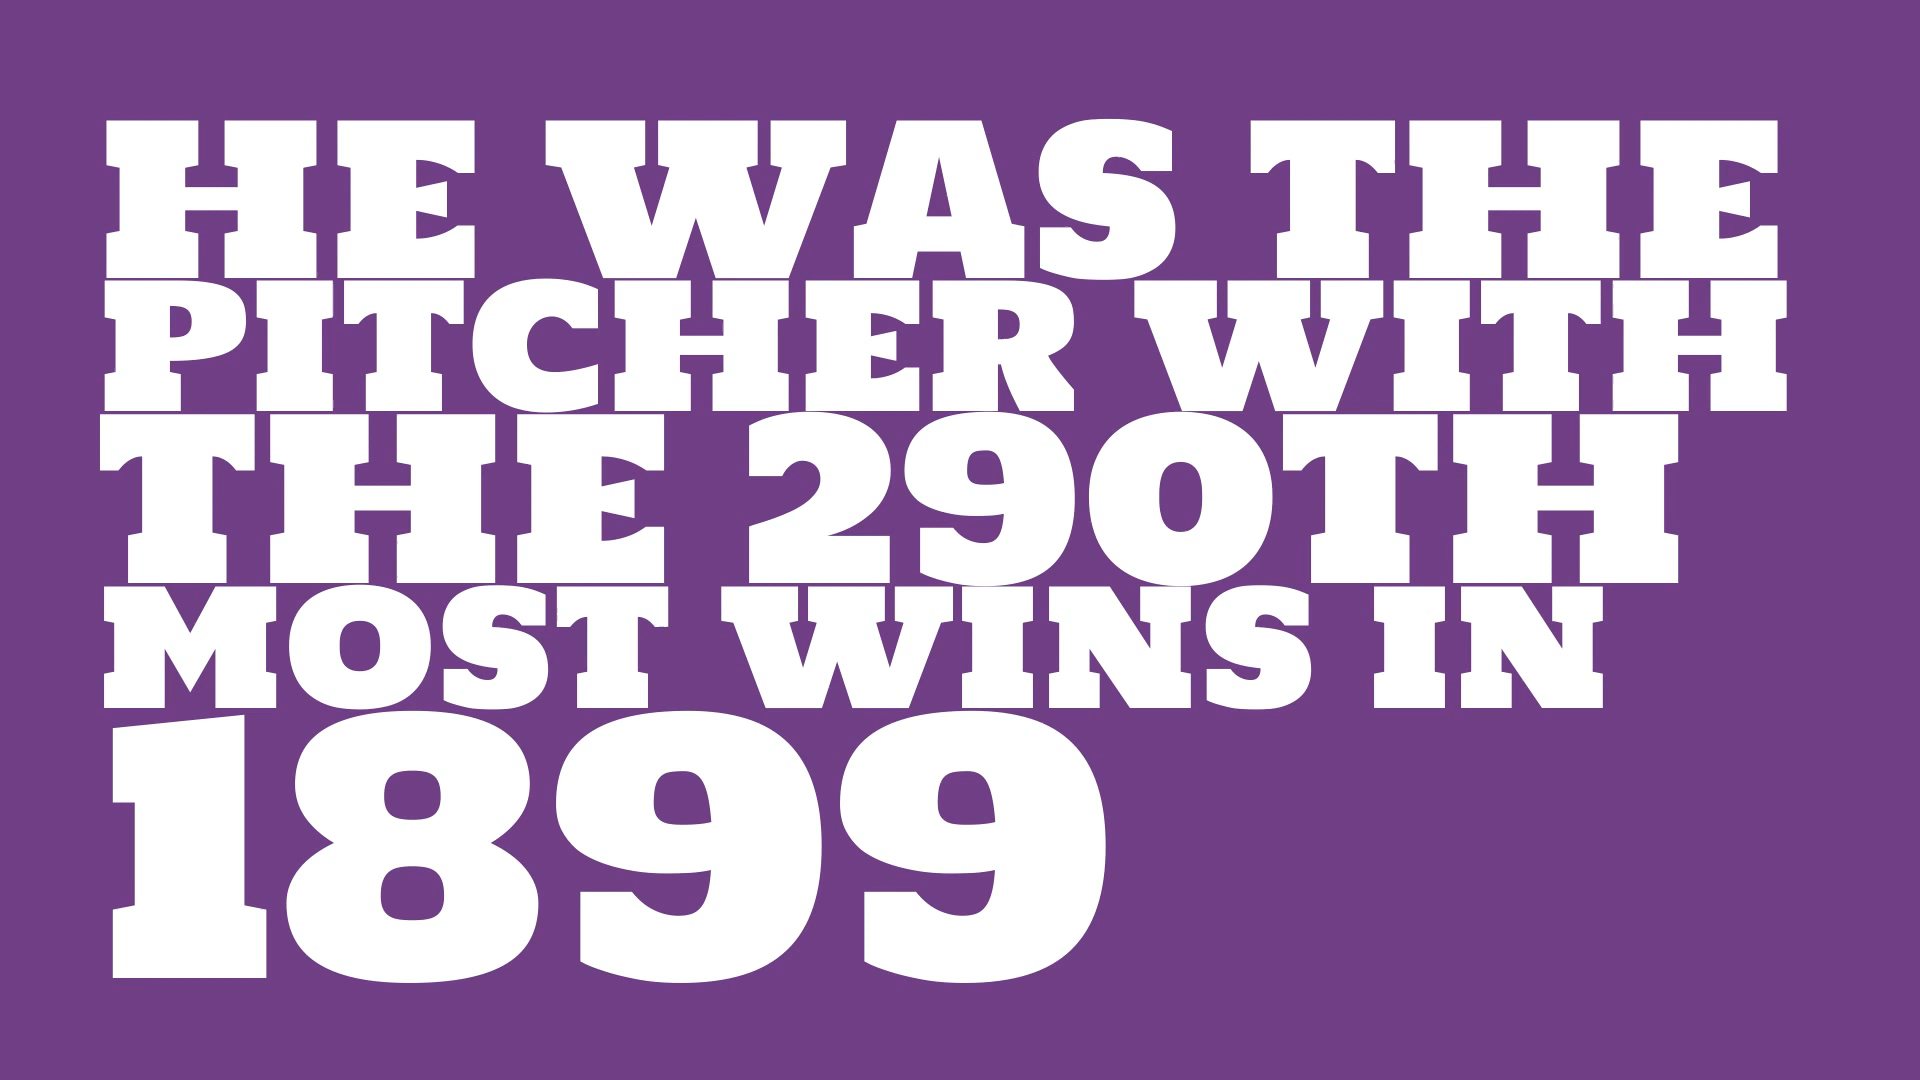 HE WAS THE
PITCHER WITH
THE 290TH
MOST WINS IN
1899